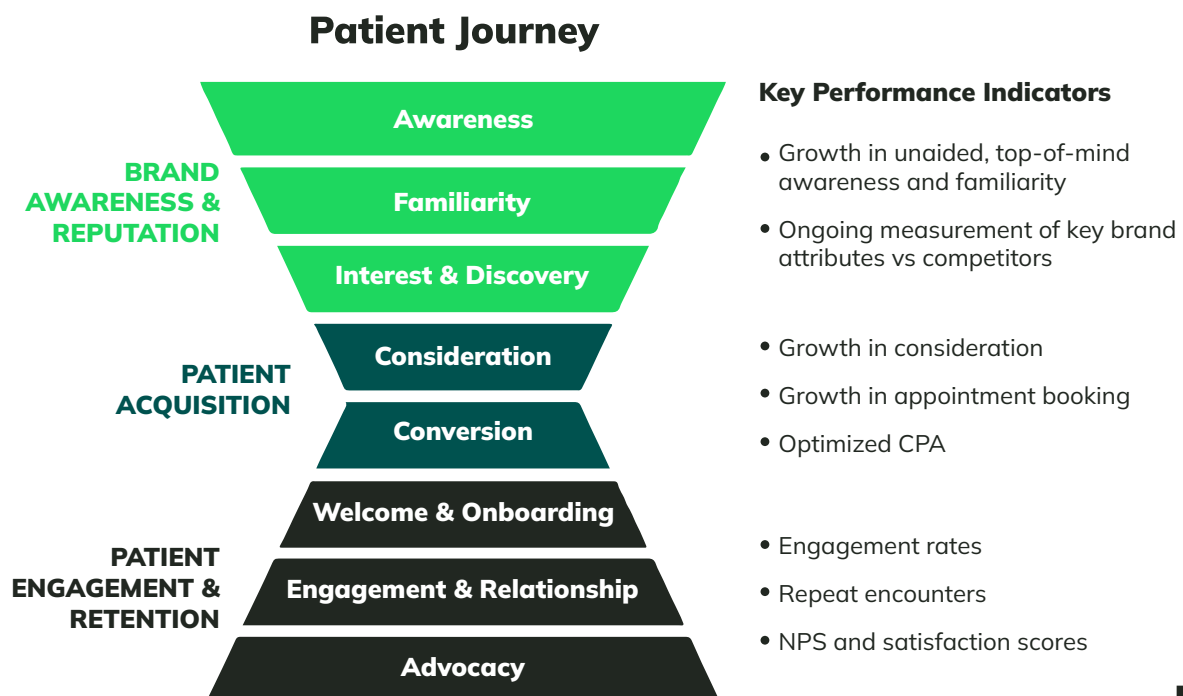 Patient Journey
Awareness
Familiarity
Interest & Discovery
Consideration
Conversion
Welcome & Onboarding
Engagement & Relationship
Advocacy
BRAND
AWARENESS &
REPUTATION
PATIENT
ACQUISITION
PATIENT
ENGAGEMENT &
RETENTION
Key Performance Indicators
• Growth in unaided, top-of-mind
awareness and familiarity
• Ongoing measurement of key brand
attributes vs competitors
• Growth in consideration
• Growth in appointment booking
• Optimized CPA
• Engagement rates
• Repeat encounters
• NPS and satisfaction scores